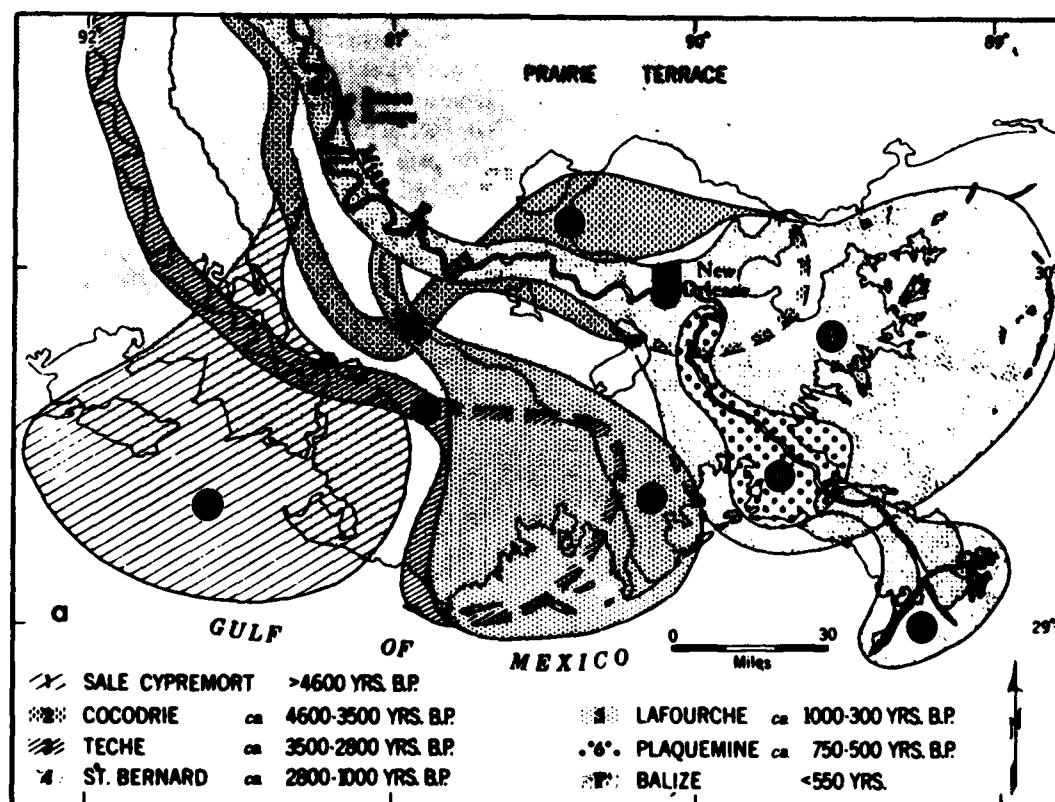 92° 91° 90° 89°
PRAIRIE TERRACE
New
Orleans
30°
a
GULF OF MEXICO
29°
0 30
Miles
SALE CYPREMORT >4600 YRS. B.P.
COCODRIE ca 4600-3500 YRS. B.P.
TECHE ca 3500-2800 YRS. B.P.
4 ST. BERNARD ca 2800-1000 YRS. B.P.
LAFOURCHE ca 1000-300 YRS. B.P.
6 PLAQUEMINE ca 750-500 YRS. B.P.
BALIZE <550 YRS.